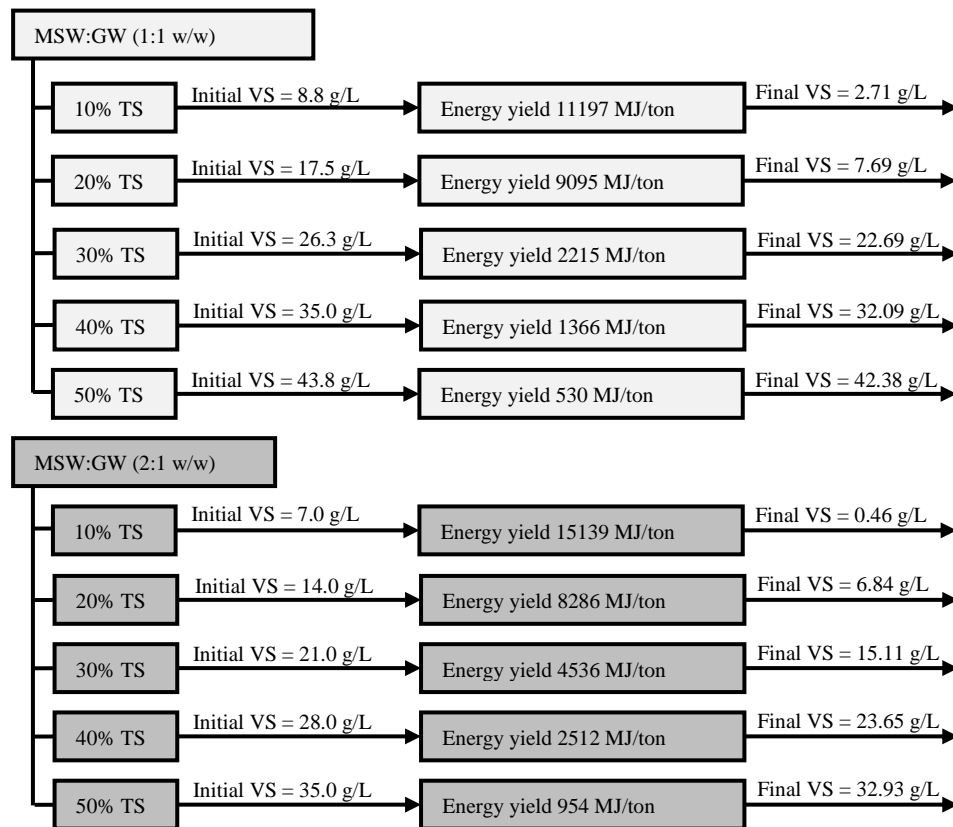 MSW:GW (1:1 w/w)
10% TS Initial VS = 8.8 g/L Energy yield 11197 MJ/ton Final VS = 2.71 g/L
20% TS Initial VS = 17.5 g/L Energy yield 9095 MJ/ton Final VS = 7.69 g/L
30% TS Initial VS = 26.3 g/L Energy yield 2215 MJ/ton Final VS = 22.69 g/L
40% TS Initial VS = 35.0 g/L Energy yield 1366 MJ/ton Final VS = 32.09 g/L
50% TS Initial VS = 43.8 g/L Energy yield 530 MJ/ton Final VS = 42.38 g/L
MSW:GW (2:1 w/w)
10% TS Initial VS = 7.0 g/L Energy yield 15139 MJ/ton Final VS = 0.46 g/L
20% TS Initial VS = 14.0 g/L Energy yield 8286 MJ/ton Final VS = 6.84 g/L
30% TS Initial VS = 21.0 g/L Energy yield 4536 MJ/ton Final VS = 15.11 g/L
40% TS Initial VS = 28.0 g/L Energy yield 2512 MJ/ton Final VS = 23.65 g/L
50% TS Initial VS = 35.0 g/L Energy yield 954 MJ/ton Final VS = 32.93 g/L